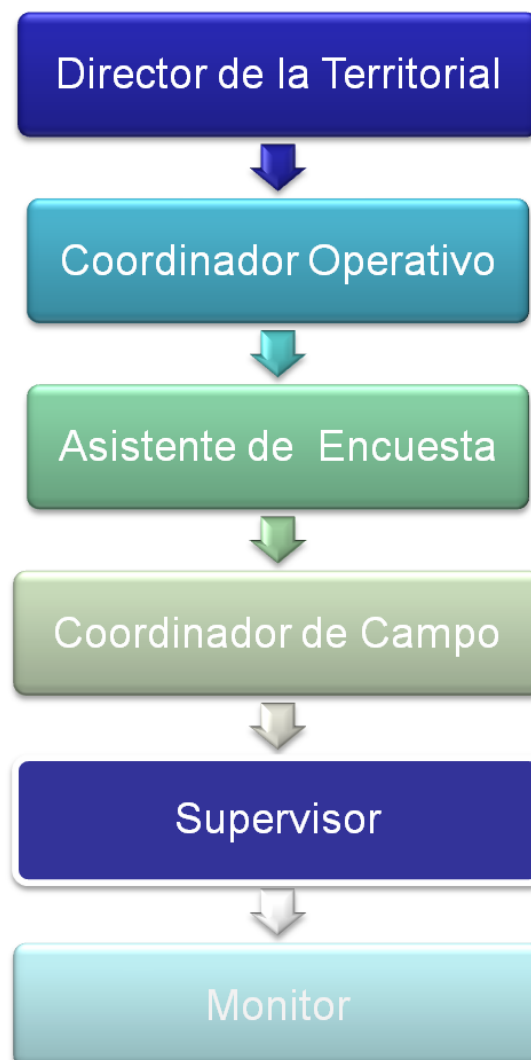 Director de la Territorial
Coordinador Operativo
Asistente de Encuesta
Coordinador de Campo
Supervisor
Monitor